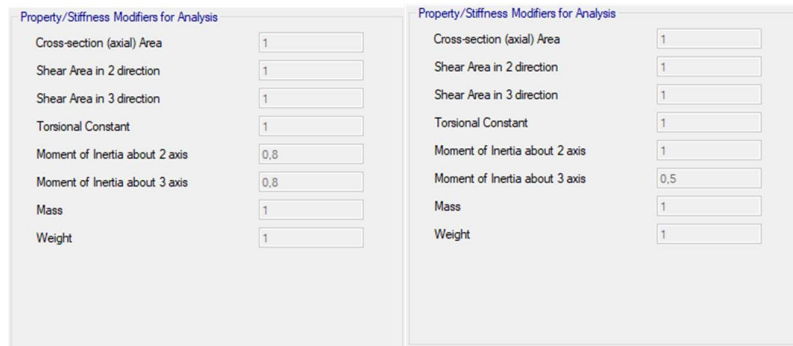 Property/Stiffness Modifiers for Analysis
Cross-section (axial) Area 1
Shear Area in 2 direction 1
Shear Area in 3 direction 1
Torsional Constant 1
Moment of Inertia about 2 axis 0,8
Moment of Inertia about 3 axis 0,8
Mass 1
Weight 1
Property/Stiffness Modifiers for Analysis
Cross-section (axial) Area 1
Shear Area in 2 direction 1
Shear Area in 3 direction 1
Torsional Constant 1
Moment of Inertia about 2 axis 1
Moment of Inertia about 3 axis 0,5
Mass 1
Weight 1